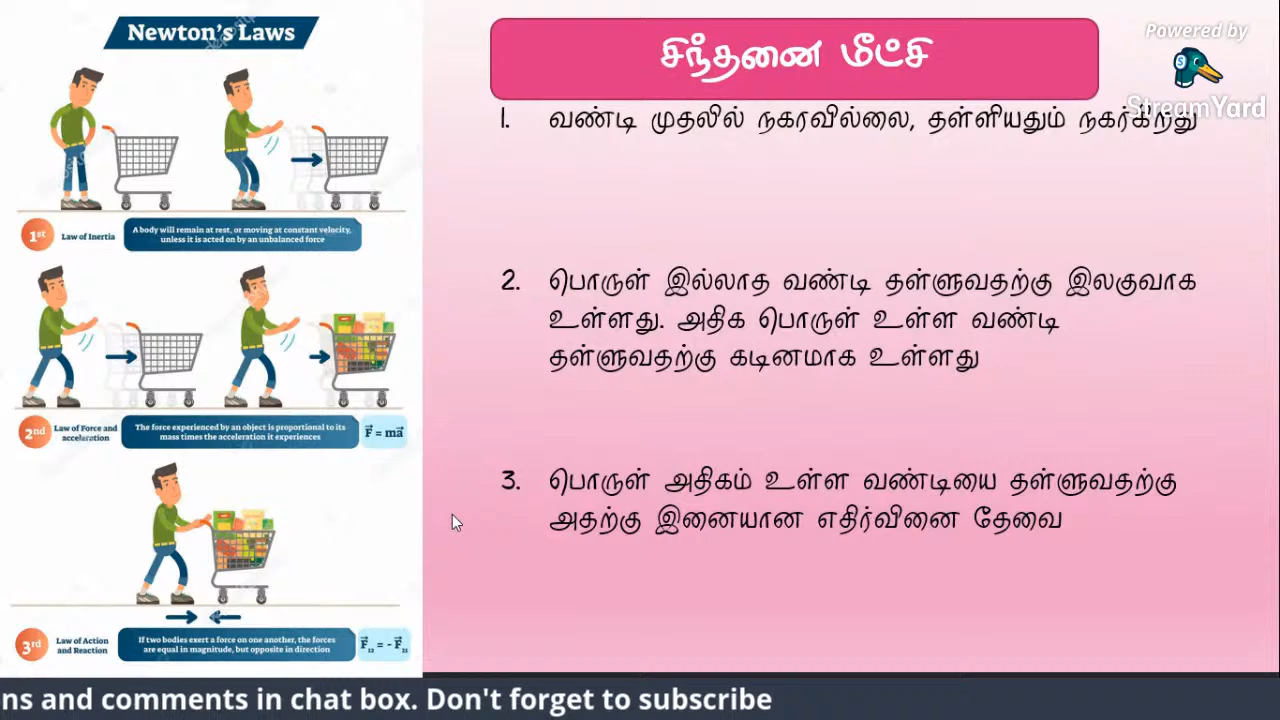 Newton's Laws
1st
Law of Inertia
A body will remain at rest, or moving at constant velocity,
unless it is acted on by an unbalanced force
2nd
Law of Force and
acceleration
The force experienced by an object is proportional to its
mass times the acceleration it experiences
F⃗ = ma⃗
3rd
Law of Action
and Reaction
If two bodies exert a force on one another, the forces
are equal in magnitude, but opposite in direction
F⃗₁₂ = - F⃗₂₁
சிந்தனை மீட்சி
Powered by
StreamYard
1. வண்டி முதலில் நகரவில்லை, தள்ளியதும் நகர்கிறது
2. பொருள் இல்லாத வண்டி தள்ளுவதற்கு இலகுவாக
உள்ளது. அதிக பொருள் உள்ள வண்டி
தள்ளுவதற்கு கடினமாக உள்ளது
3. பொருள் அதிகம் உள்ள வண்டியை தள்ளுவதற்கு
அதற்கு இனையான எதிர்வினை தேவை
ns and comments in chat box. Don't forget to subscribe